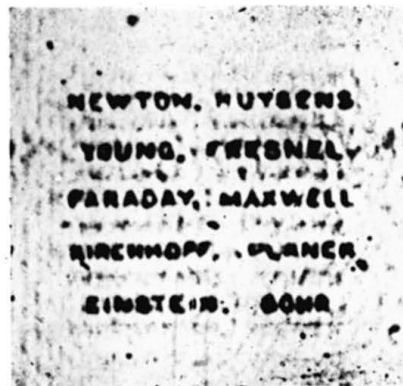 NEWTON, HUYGENS
YOUNG, FRESNEL
FARADAY, MAXWELL
KIRCHHOFF, PLANCK
EINSTEIN, BOHR